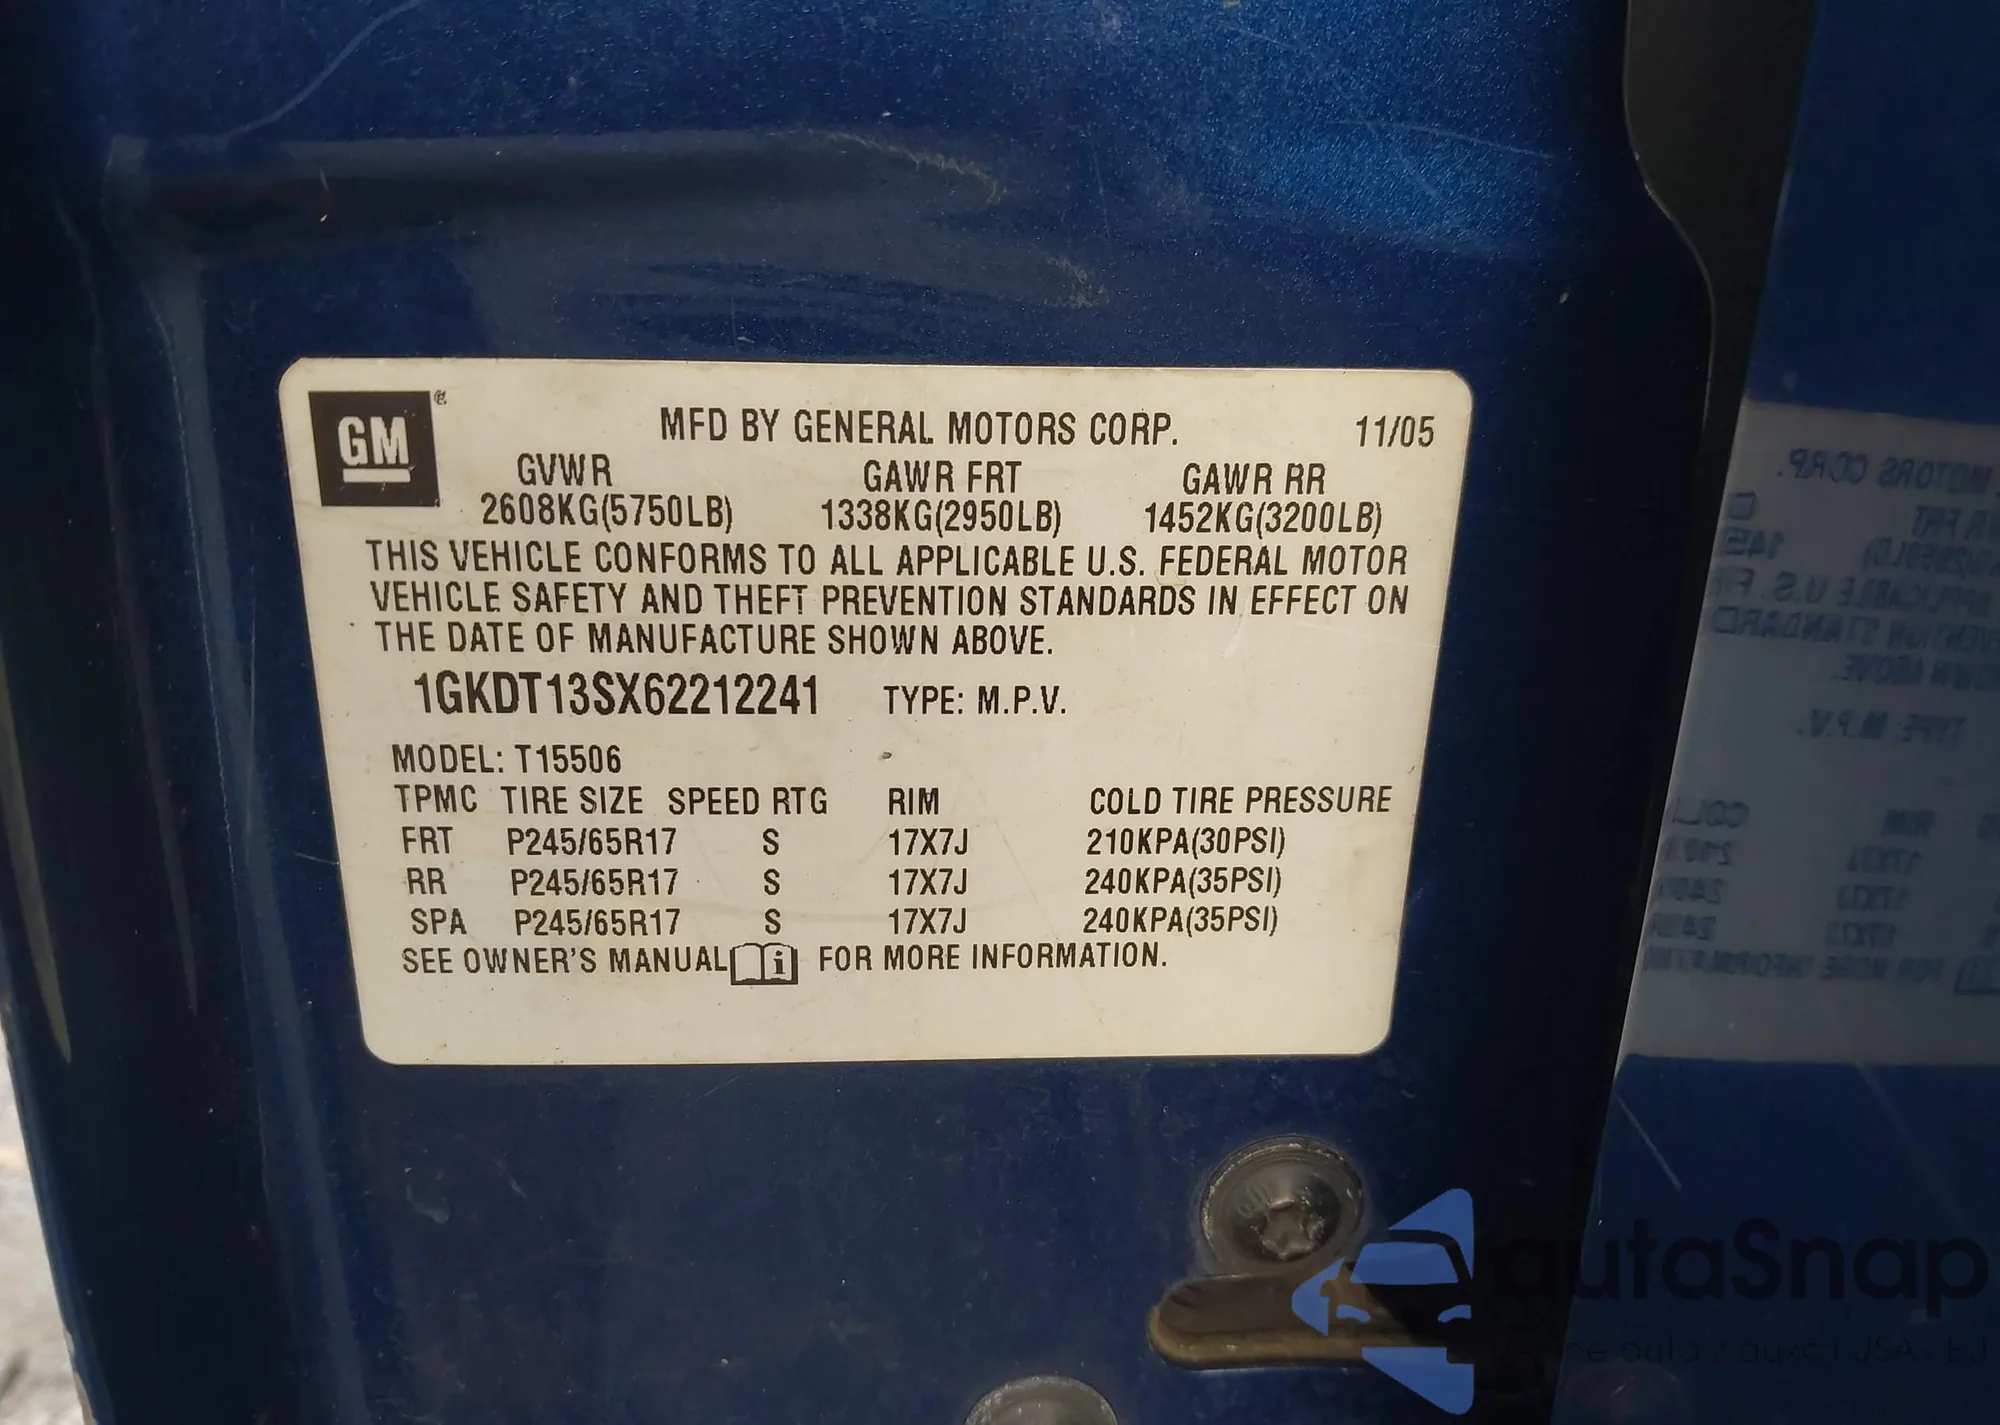 GM ®
MFD BY GENERAL MOTORS CORP. 11/05
GVWR GAWR FRT GAWR RR
2608KG(5750LB) 1338KG(2950LB) 1452KG(3200LB)
THIS VEHICLE CONFORMS TO ALL APPLICABLE U.S. FEDERAL MOTOR
VEHICLE SAFETY AND THEFT PREVENTION STANDARDS IN EFFECT ON
THE DATE OF MANUFACTURE SHOWN ABOVE.
1GKDT13SX62212241 TYPE: M.P.V.
MODEL: T15506
TPMC TIRE SIZE SPEED RTG RIM COLD TIRE PRESSURE
FRT P245/65R17 S 17X7J 210KPA(30PSI)
RR P245/65R17 S 17X7J 240KPA(35PSI)
SPA P245/65R17 S 17X7J 240KPA(35PSI)
SEE OWNER'S MANUAL i FOR MORE INFORMATION.
autaSnap